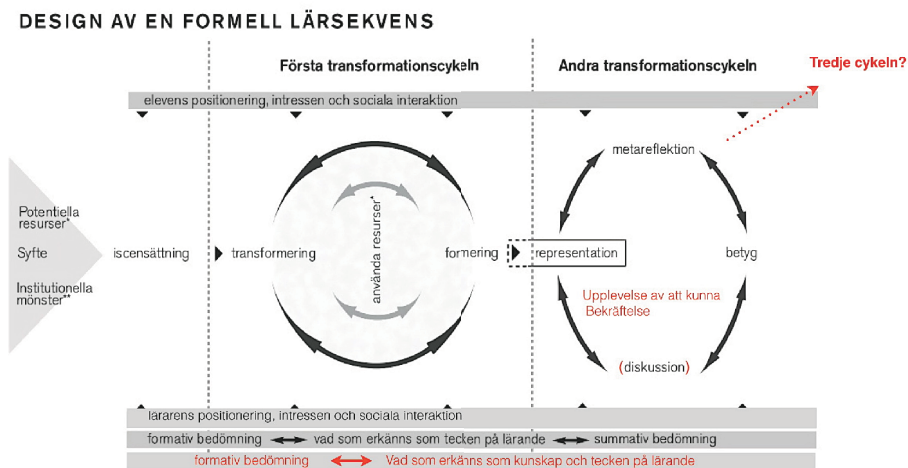 DESIGN AV EN FORMELL LÄRSEKVENS
Första transformationscykeln
Andra transformationscykeln
Tredje cykeln?
elevens positionering, intressen och sociala interaktion
metareflektion
Potentiella
resurser*
Syfte
Institutionella
mönster**
iscensättning
transformering
använda resurser*
formering
representation
betyg
Upplevelse av att kunna
Bekräftelse
(diskussion)
lärarens positionering, intressen och sociala interaktion
formativ bedömning
vad som erkänns som tecken på lärande
summativ bedömning
formativ bedömning
Vad som erkänns som kunskap och tecken på lärande